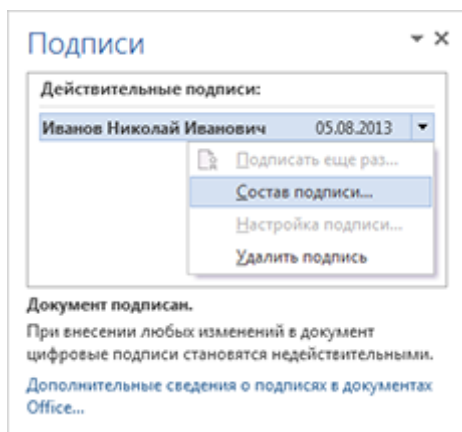 Подписи
Действительные подписи:
Иванов Николай Иванович 05.08.2013
Подписать еще раз...
Состав подписи...
Настройка подписи...
Удалить подпись
Документ подписан.
При внесении любых изменений в документ
цифровые подписи становятся недействительными.
Дополнительные сведения о подписях в документах
Office...